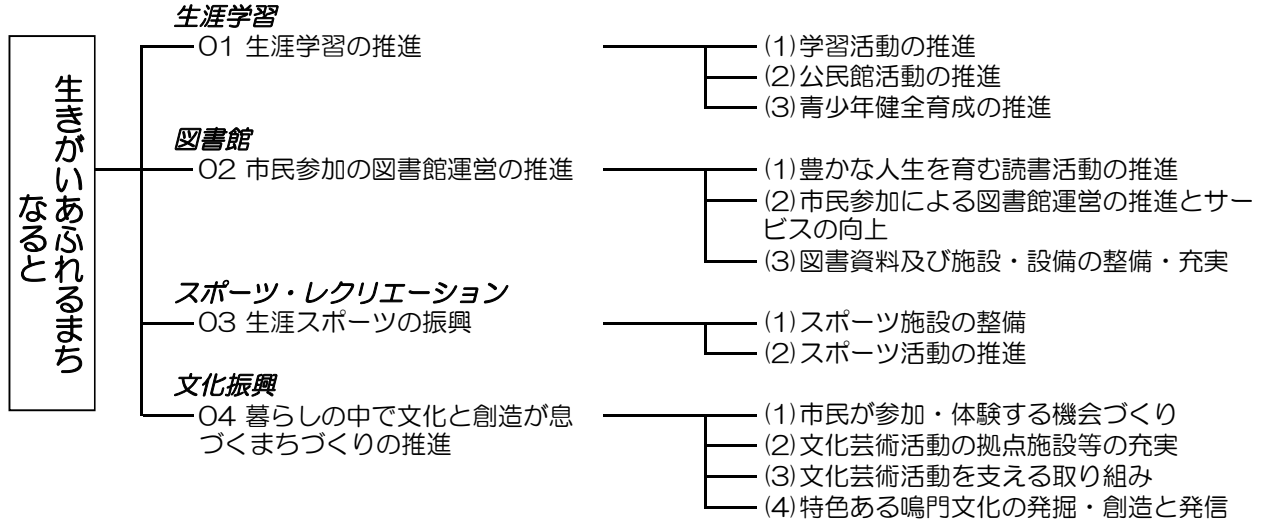 生きがいあふれるまち
なると
生涯学習
01 生涯学習の推進
(1)学習活動の推進
(2)公民館活動の推進
(3)青少年健全育成の推進
図書館
02 市民参加の図書館運営の推進
(1)豊かな人生を育む読書活動の推進
(2)市民参加による図書館運営の推進とサー
ビスの向上
(3)図書資料及び施設・設備の整備・充実
スポーツ・レクリエーション
03 生涯スポーツの振興
(1)スポーツ施設の整備
(2)スポーツ活動の推進
文化振興
04 暮らしの中で文化と創造が息
づくまちづくりの推進
(1)市民が参加・体験する機会づくり
(2)文化芸術活動の拠点施設等の充実
(3)文化芸術活動を支える取り組み
(4)特色ある鳴門文化の発掘・創造と発信